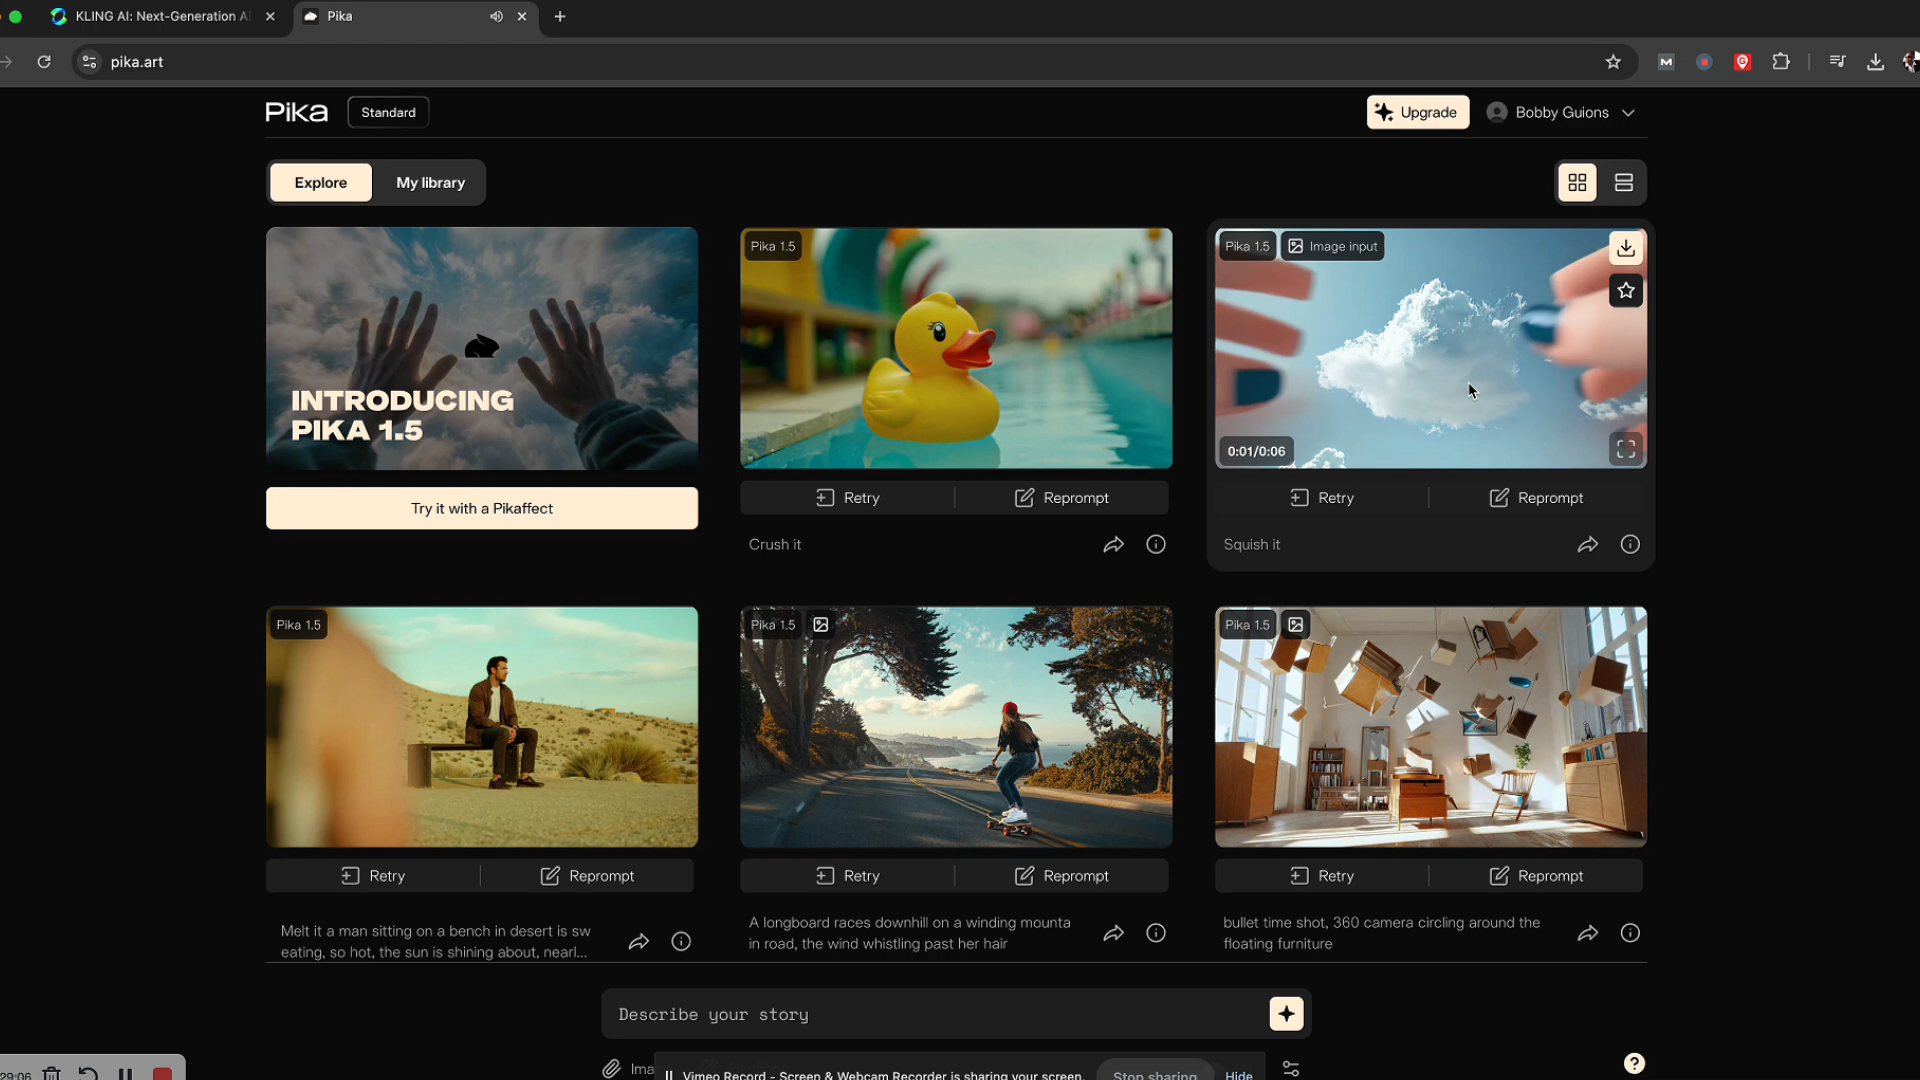 KLING AI: Next-Generation AI
Pika
pika.art
Pika
Standard
Upgrade
Bobby Guions
Explore
My library
INTRODUCING
PIKA 1.5
Try it with a Pikaffect
Pika 1.5
Retry
Reprompt
Crush it
Pika 1.5
Image input
0:01/0:06
Retry
Reprompt
Squish it
Pika 1.5
Retry
Reprompt
Melt it a man sitting on a bench in desert is sw
eating, so hot, the sun is shining about, nearl...
Pika 1.5
Retry
Reprompt
A longboard races downhill on a winding mounta
in road, the wind whistling past her hair
Pika 1.5
Retry
Reprompt
bullet time shot, 360 camera circling around the
floating furniture
Describe your story
Ima
Vimeo Record - Screen & Webcam Recorder is sharing your screen.
Stop sharing
Hide
29:06
?